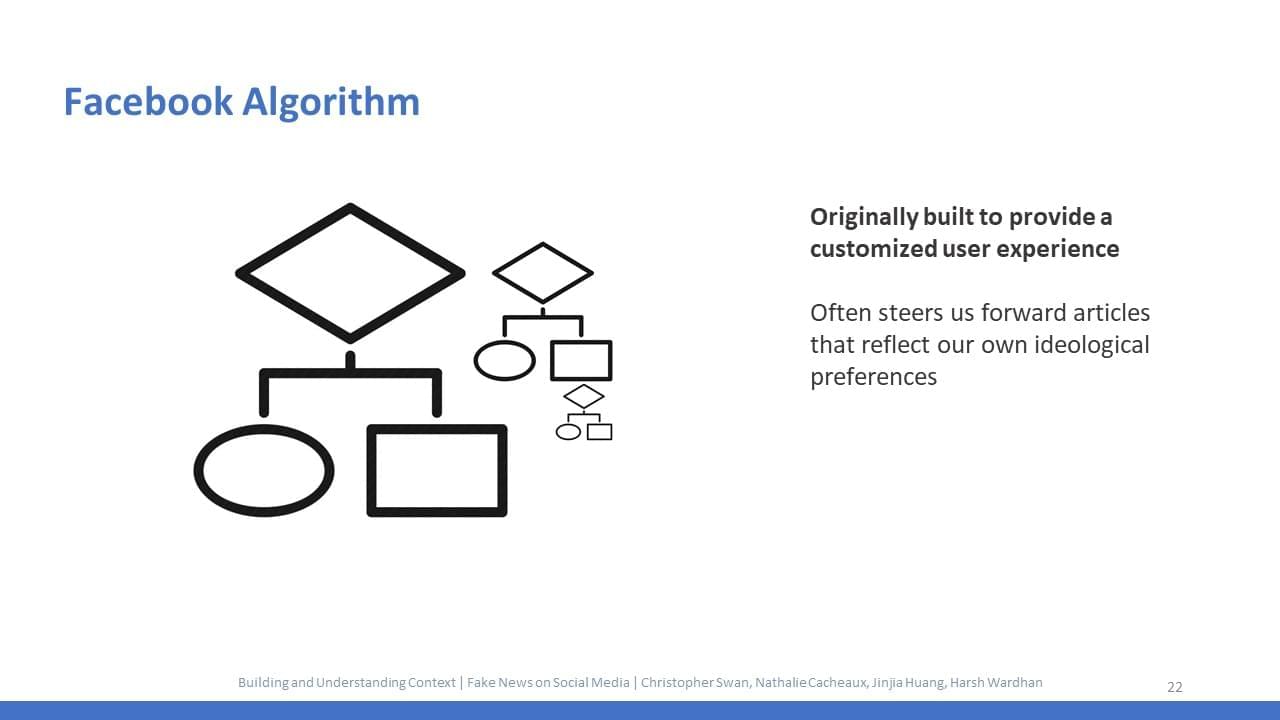 Facebook Algorithm
Originally built to provide a
customized user experience
Often steers us forward articles
that reflect our own ideological
preferences
Building and Understanding Context | Fake News on Social Media | Christopher Swan, Nathalie Cacheaux, Jinjia Huang, Harsh Wardhan
22